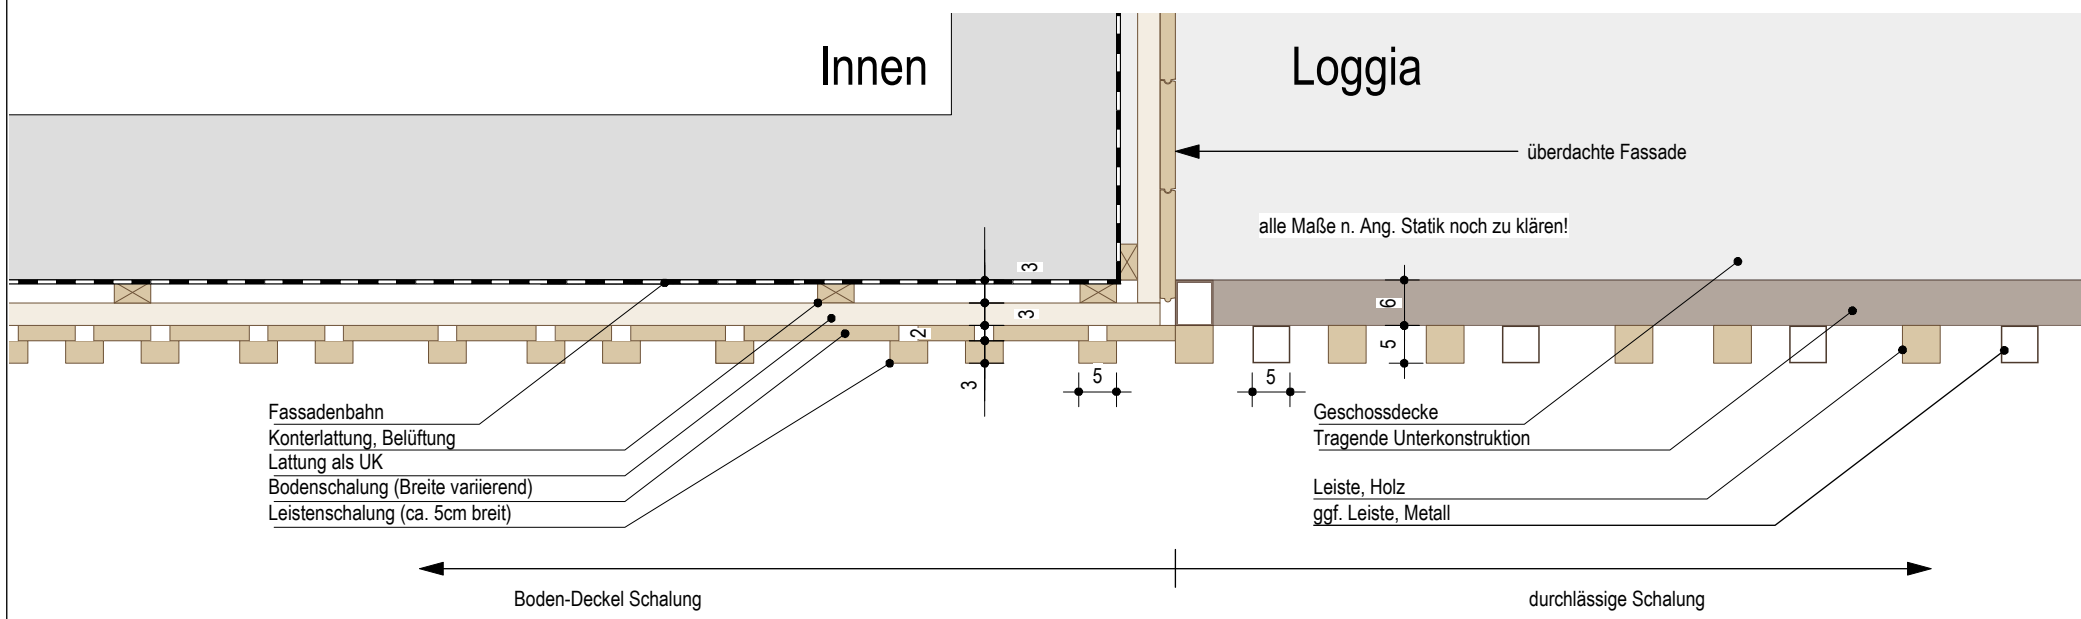 Innen
Loggia
überdachte Fassade
alle Maße n. Ang. Statik noch zu klären!
3
3
2
3
5
6
5
5
Fassadenbahn
Konterlattung, Belüftung
Lattung als UK
Bodenschalung (Breite variierend)
Leistenschalung (ca. 5cm breit)
Geschossdecke
Tragende Unterkonstruktion
Leiste, Holz
ggf. Leiste, Metall
Boden-Deckel Schalung
durchlässige Schalung